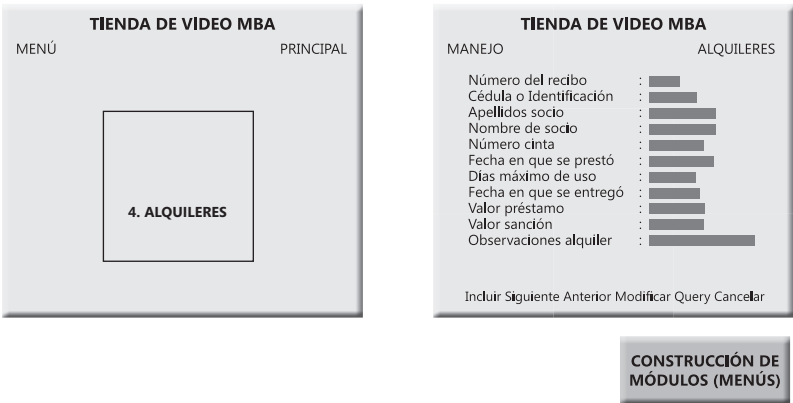 TIENDA DE VIDEO MBA
MENÚ PRINCIPAL
4. ALQUILERES
TIENDA DE VIDEO MBA
MANEJO ALQUILERES
Número del recibo :
Cédula o Identificación :
Apellidos socio :
Nombre de socio :
Número cinta :
Fecha en que se prestó :
Días máximo de uso :
Fecha en que se entregó :
Valor préstamo :
Valor sanción :
Observaciones alquiler :
Incluir Siguiente Anterior Modificar Query Cancelar
CONSTRUCCIÓN DE
MÓDULOS (MENÚS)